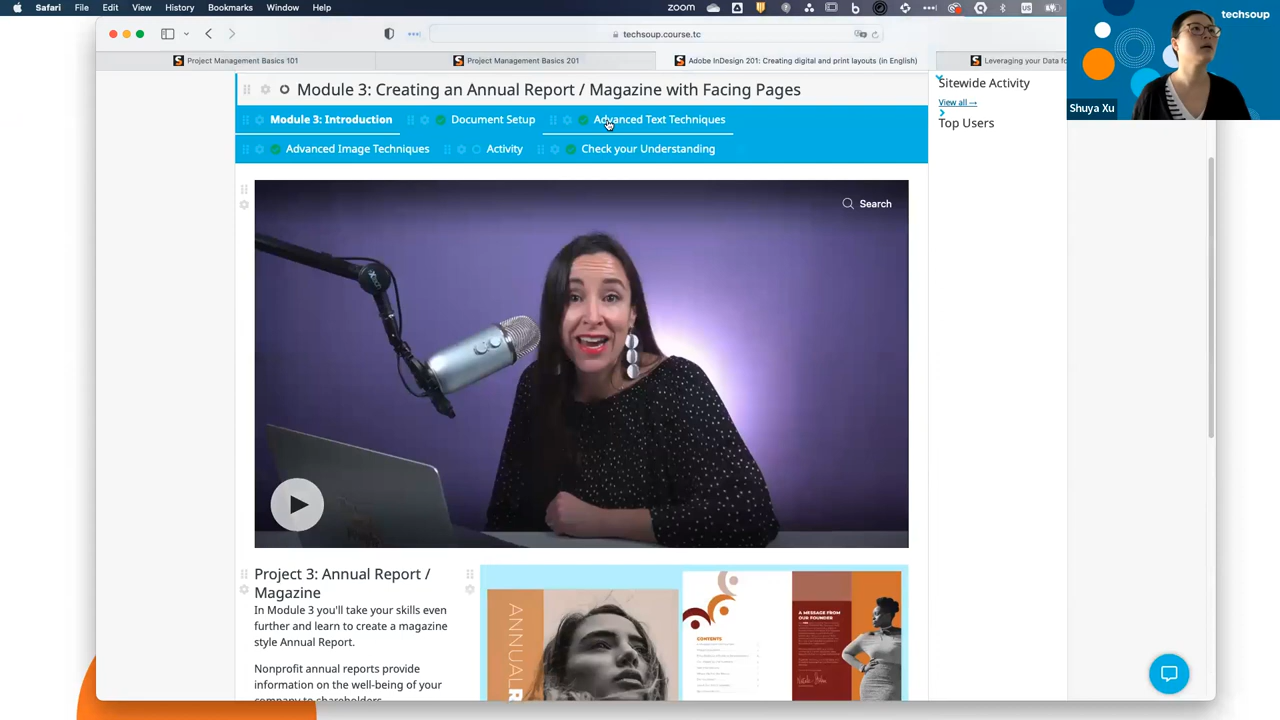 Safari File Edit View History Bookmarks Window Help
zoom
US
techsoup
Shuya Xu
techsoup.course.tc
Project Management Basics 101
Project Management Basics 201
Adobe InDesign 201: Creating digital and print layouts (in English)
Leveraging your Data fo
Module 3: Creating an Annual Report / Magazine with Facing Pages
Module 3: Introduction
Document Setup
Advanced Text Techniques
Advanced Image Techniques
Activity
Check your Understanding
Sitewide Activity
View all →
Top Users
Search
Project 3: Annual Report /
Magazine
In Module 3 you'll take your skills even
further and learn to create a magazine
style Annual Report
Nonprofit annual reports provide
information on the well-being of your
company to shareholders
ANNUAL R
CONTENTS
A MESSAGE FROM
OUR FOUNDER